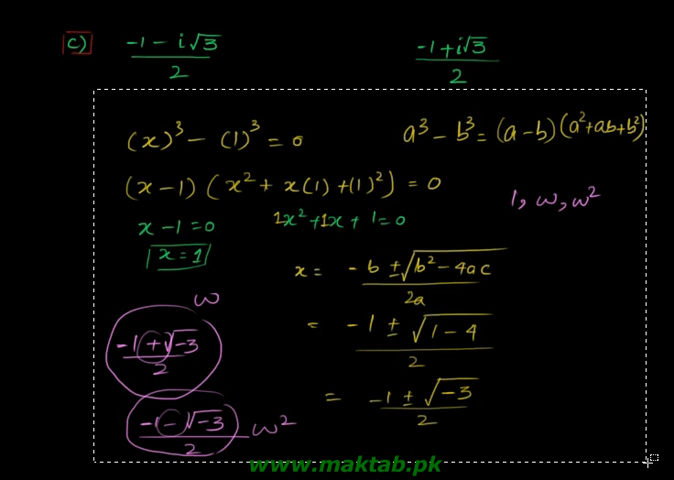 c) (-1 - i√3)/2 (-1 + i√3)/2
(x)³ - (1)³ = 0 a³ - b³ = (a-b)(a²+ab+b²)
(x-1)(x² + x(1) + (1)²) = 0
1, ω, ω²
x - 1 = 0 1x² + 1x + 1 = 0
x = 1
x = (-b ± √(b² - 4ac))/2a
ω
(-1 + √-3)/2 = (-1 ± √(1 - 4))/2
(-1 - √-3)/2 ω² = (-1 ± √-3)/2
www.maktab.pk